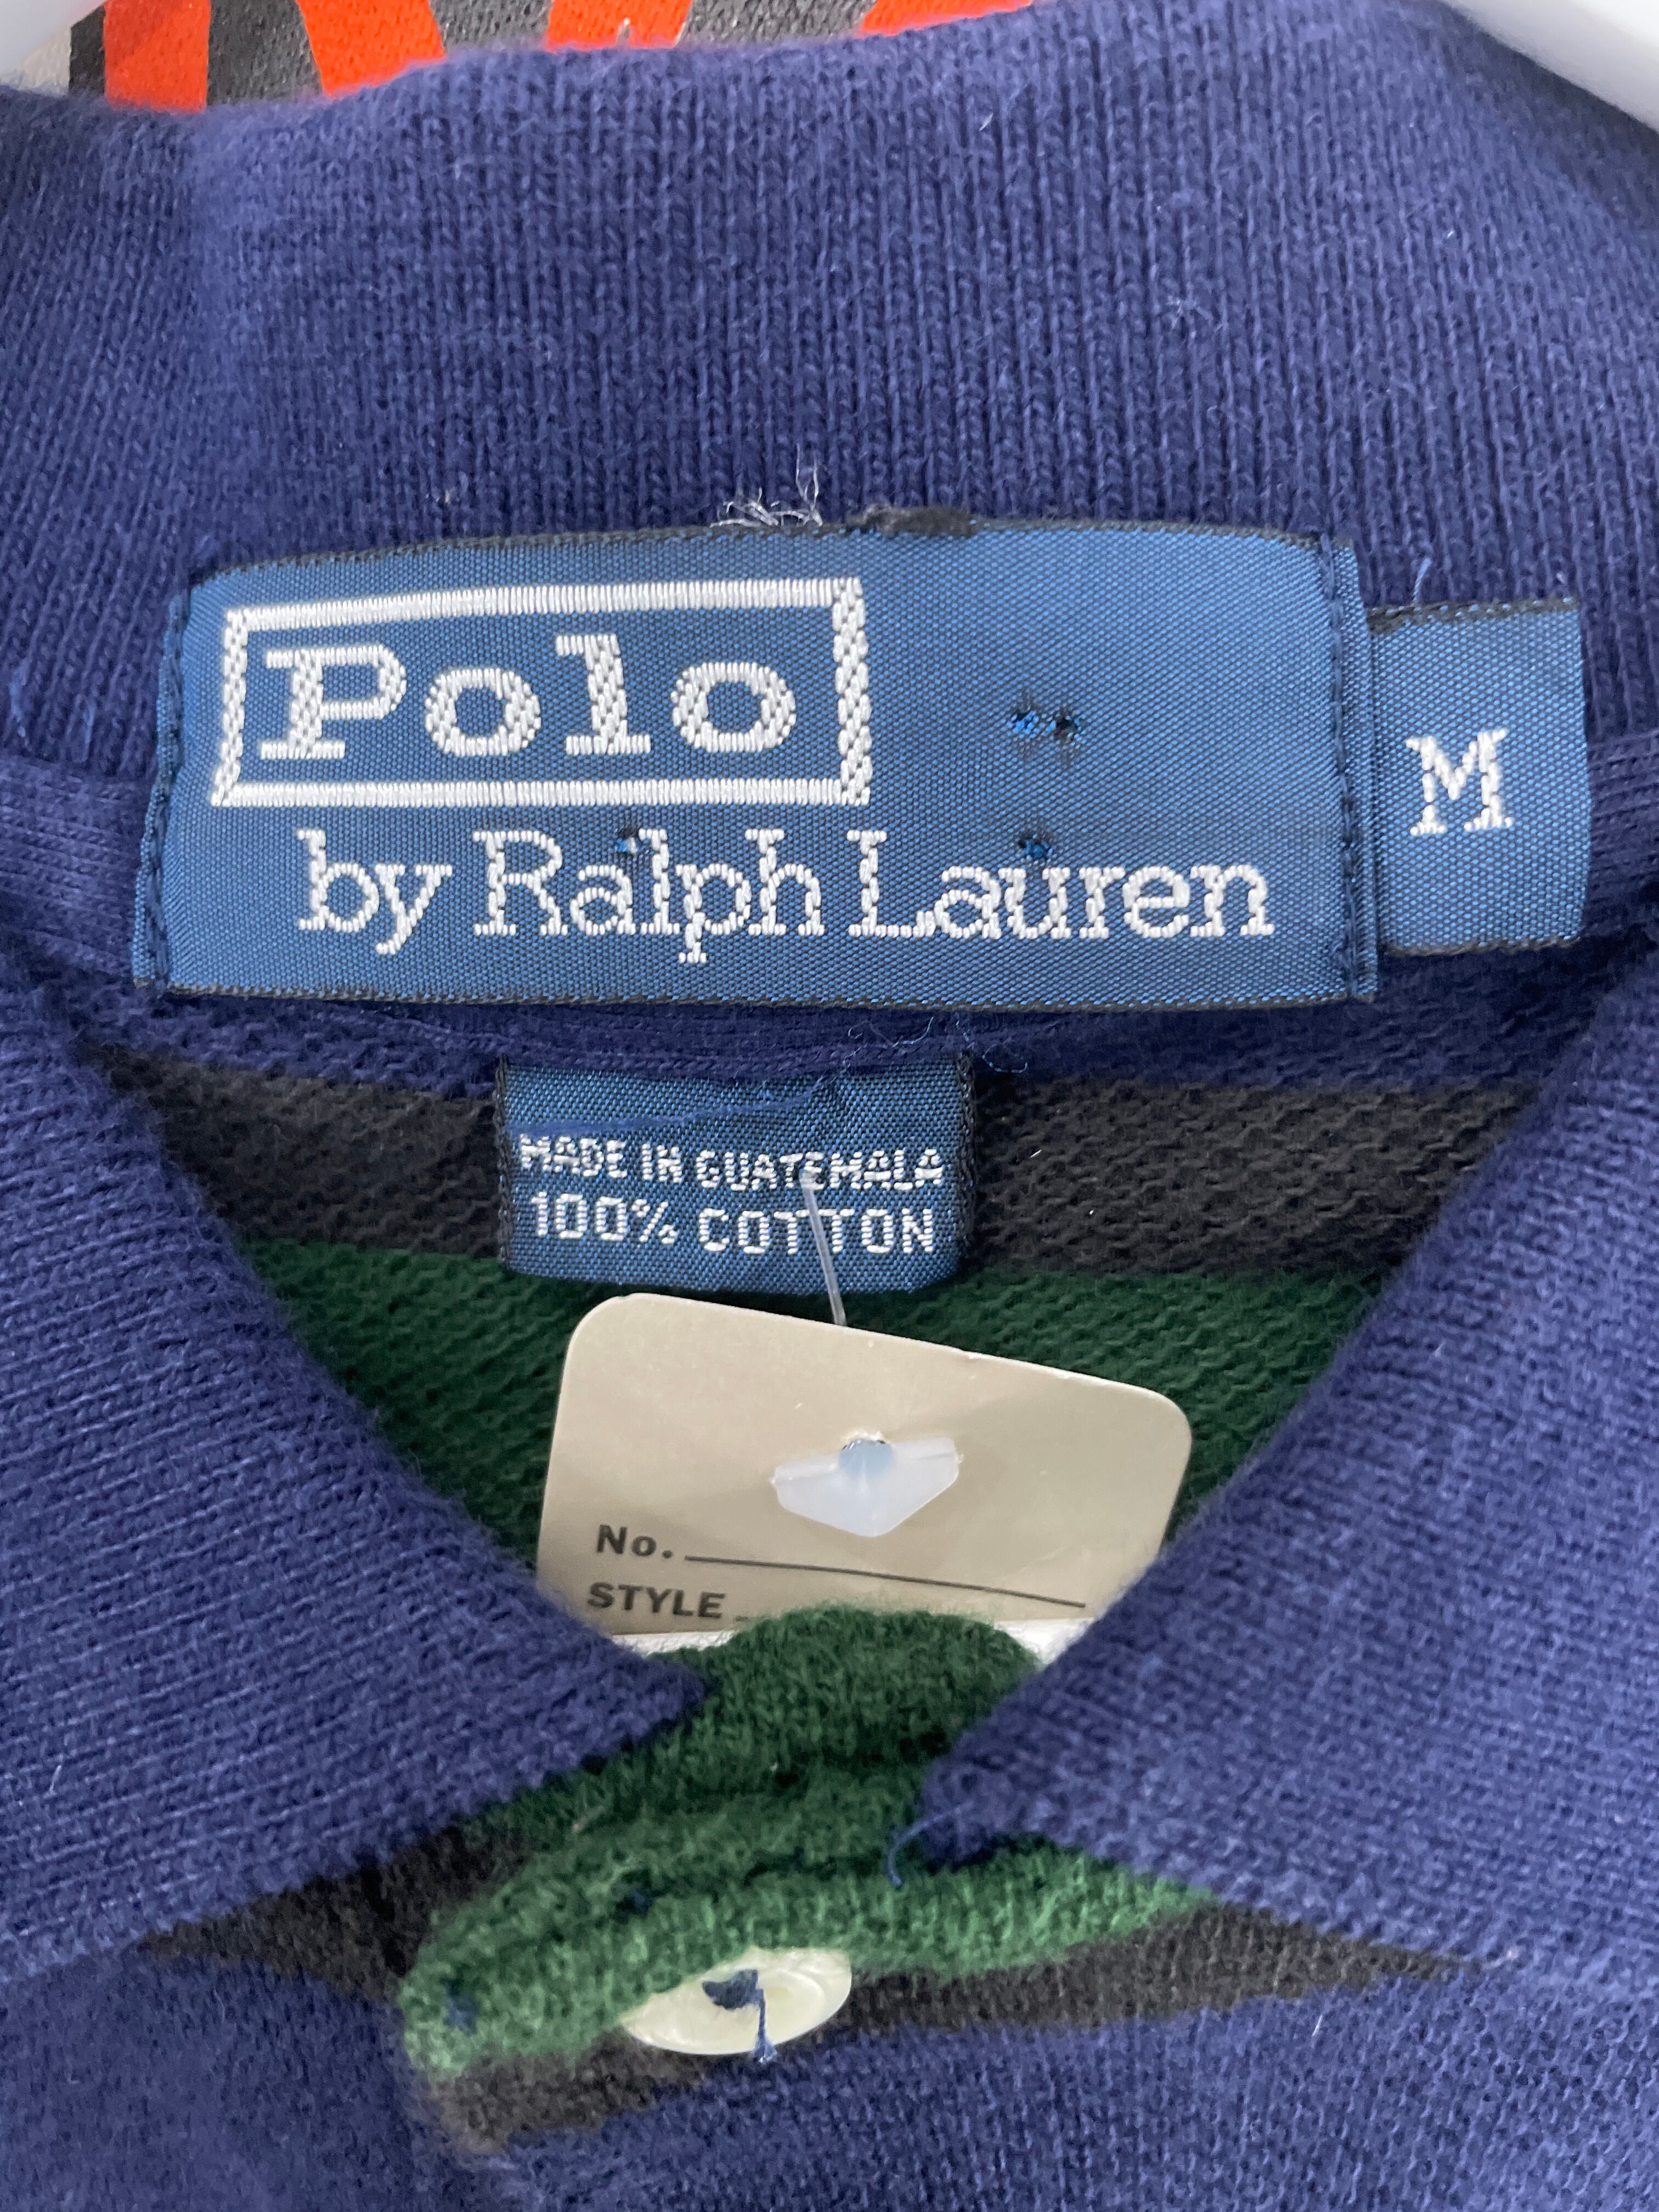 Polo
by Ralph Lauren
M
MADE IN GUATEMALA
100% COTTON
No.
STYLE